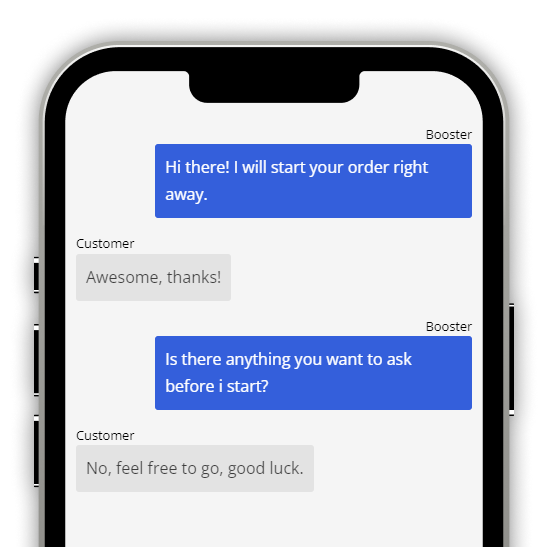 Booster
Hi there! I will start your order right
away.
Customer
Awesome, thanks!
Booster
Is there anything you want to ask
before i start?
Customer
No, feel free to go, good luck.